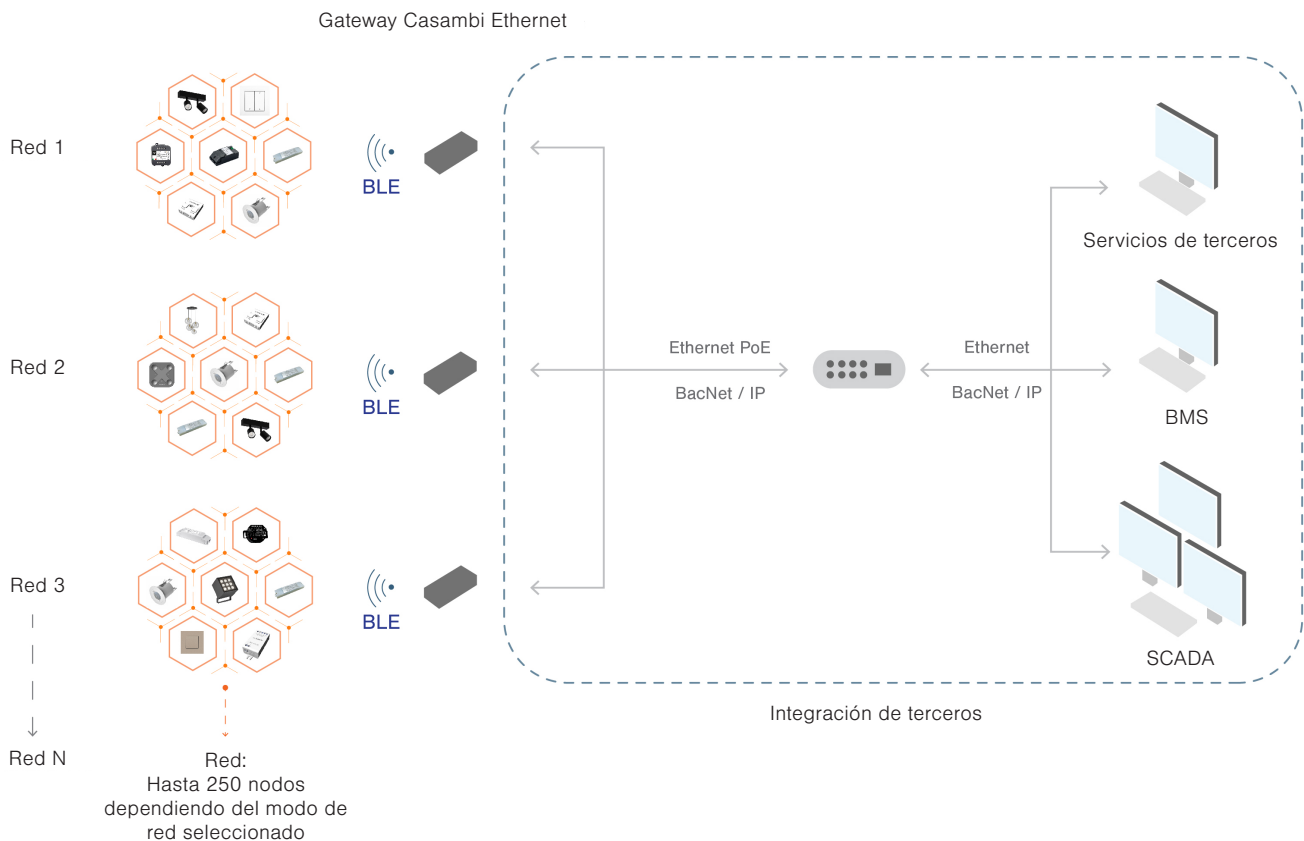 Gateway Casambi Ethernet
Red 1
BLE
Servicios de terceros
Red 2
BLE
Ethernet PoE
BacNet / IP
Ethernet
BacNet / IP
BMS
Red 3
BLE
SCADA
Integración de terceros
Red N
Red:
Hasta 250 nodos
dependiendo del modo de
red seleccionado